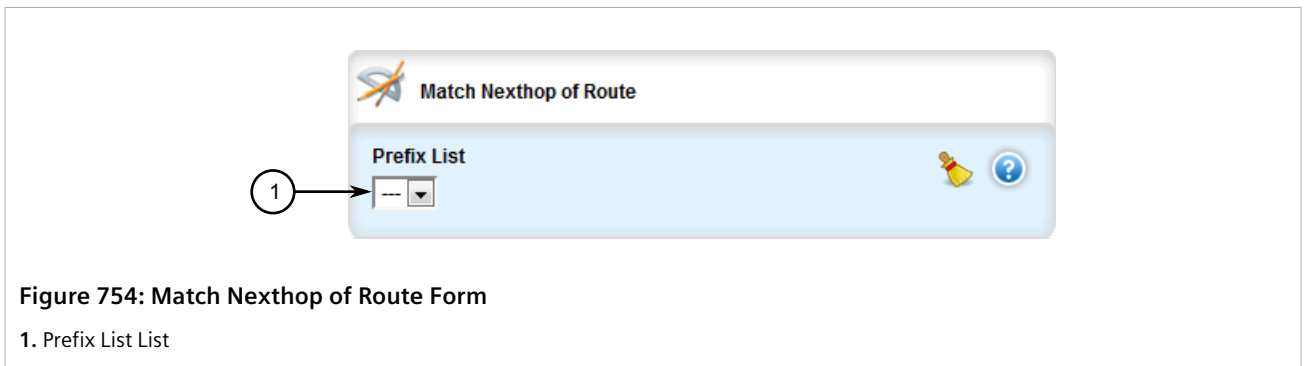 Match Nexthop of Route
Prefix List
1
---
?
Figure 754: Match Nexthop of Route Form
1. Prefix List List